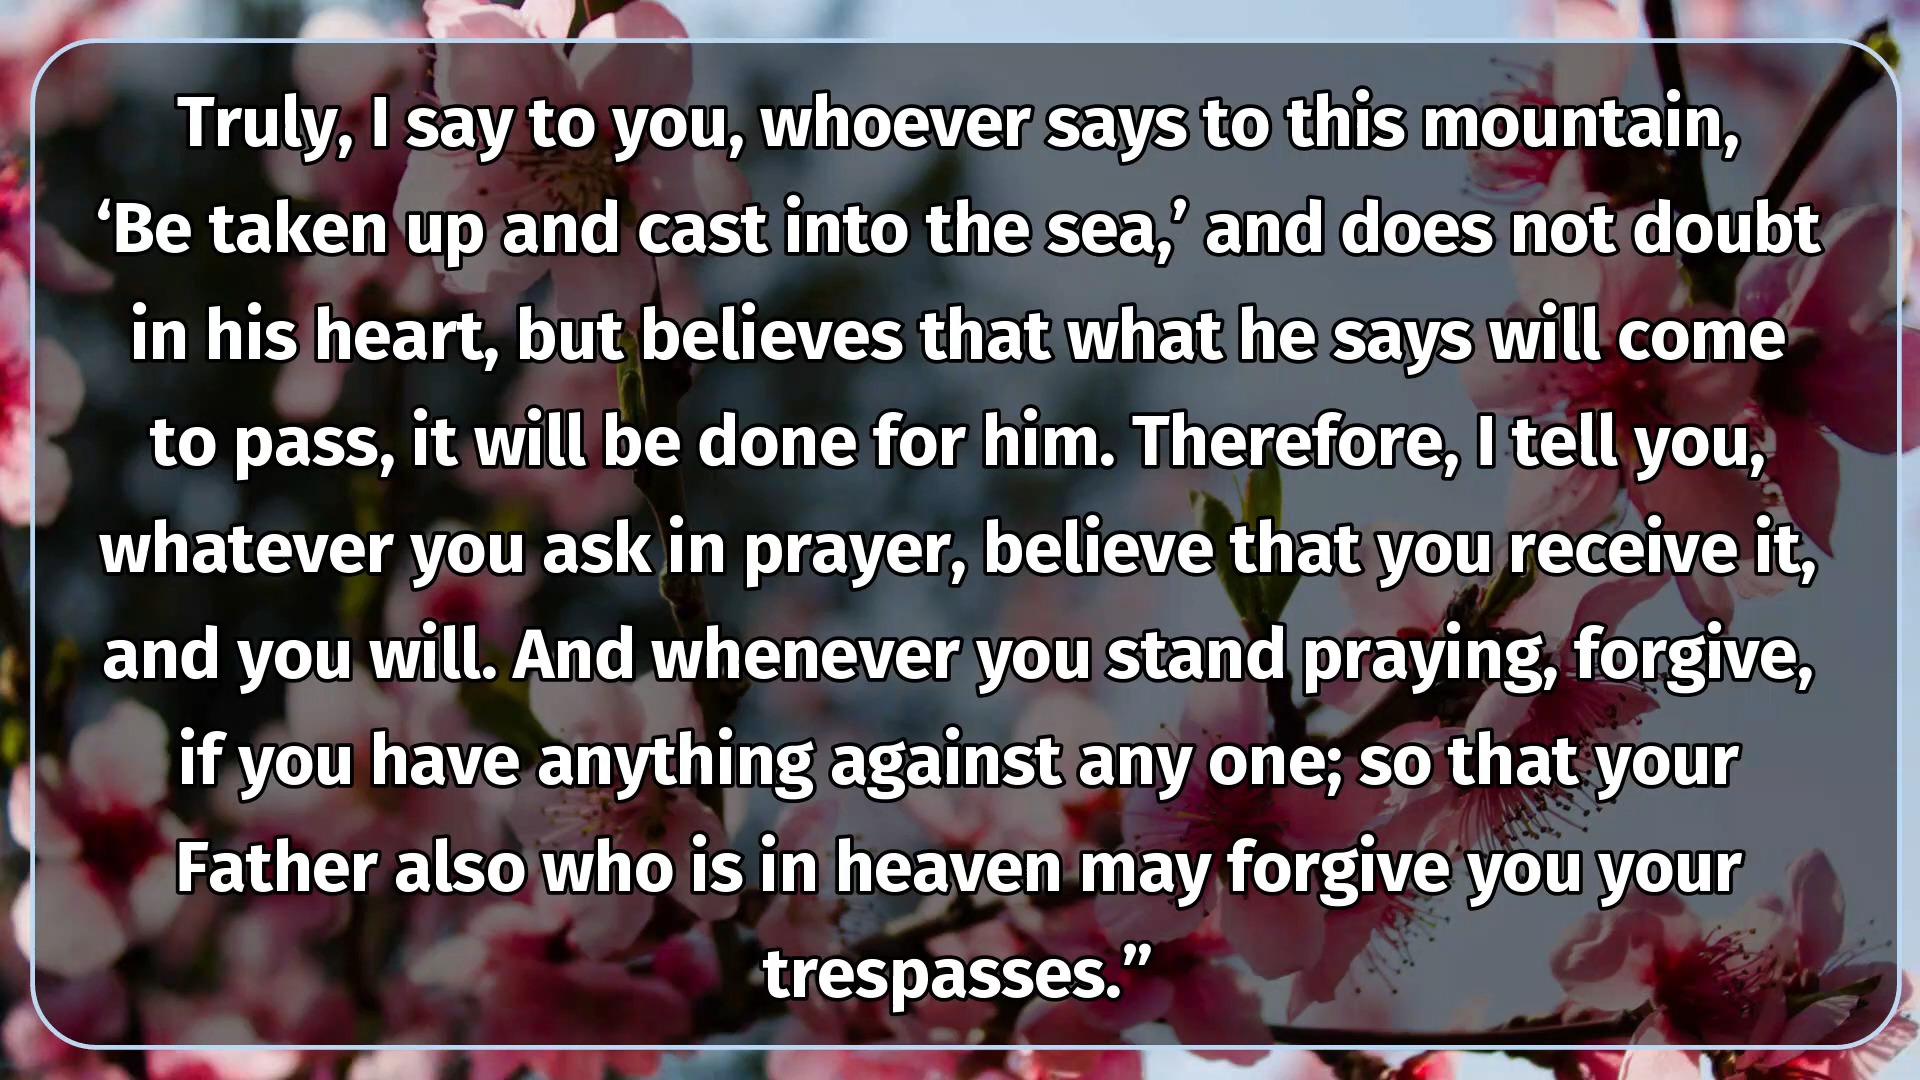 Truly, I say to you, whoever says to this mountain,
‘Be taken up and cast into the sea,’ and does not doubt
in his heart, but believes that what he says will come
to pass, it will be done for him. Therefore, I tell you,
whatever you ask in prayer, believe that you receive it,
and you will. And whenever you stand praying, forgive,
if you have anything against any one; so that your
Father also who is in heaven may forgive you your
trespasses.”